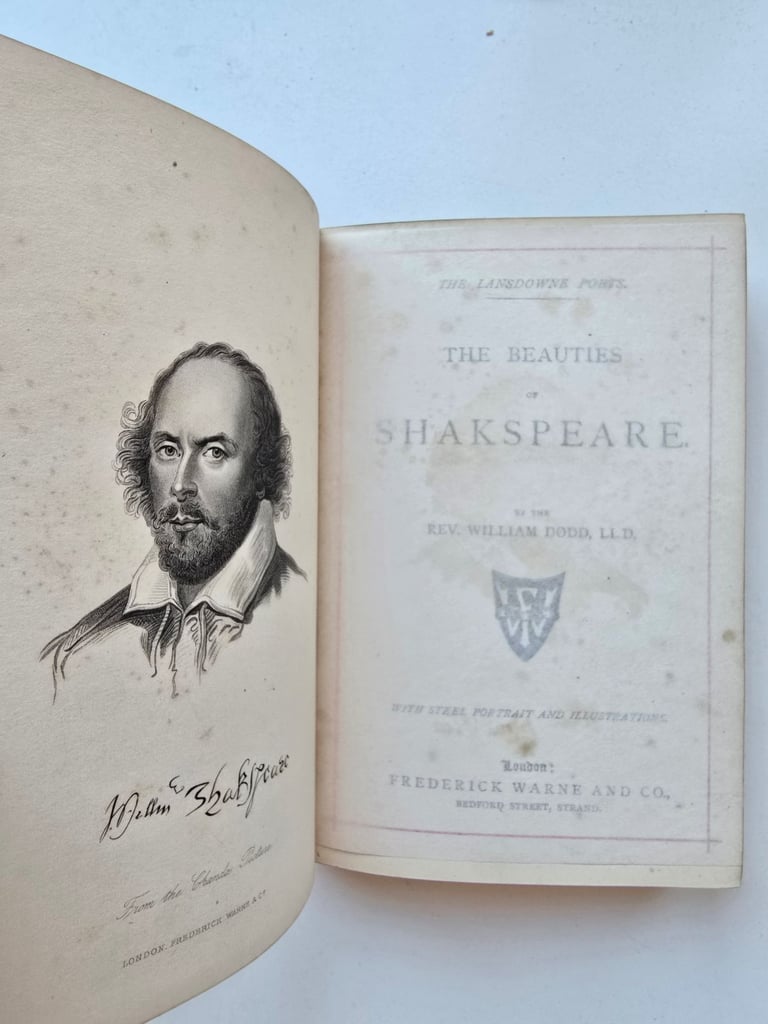 Willm Shakspeare
From the Chandos Picture
LONDON. FREDERICK WARNE & Co.
THE LANSDOWNE POETS.
THE BEAUTIES
OF
SHAKSPEARE.
BY THE
REV. WILLIAM DODD, LL.D.
WITH STEEL PORTRAIT AND ILLUSTRATIONS.
London:
FREDERICK WARNE AND CO.,
BEDFORD STREET, STRAND.